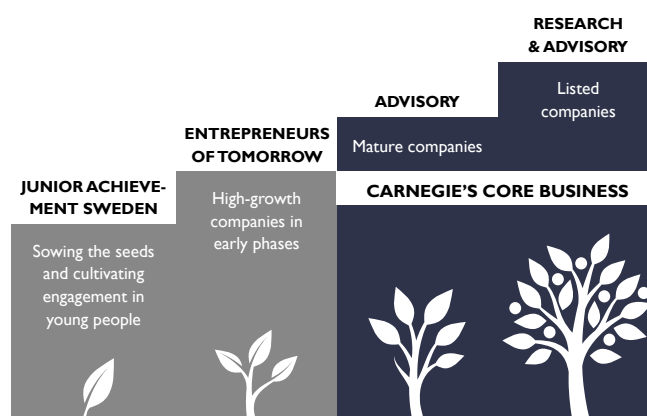 JUNIOR ACHIEVE-
MENT SWEDEN
Sowing the seeds
and cultivating
engagement in
young people
ENTREPRENEURS
OF TOMORROW
High-growth
companies in
early phases
ADVISORY
Mature companies
RESEARCH
& ADVISORY
Listed
companies
CARNEGIE’S CORE BUSINESS